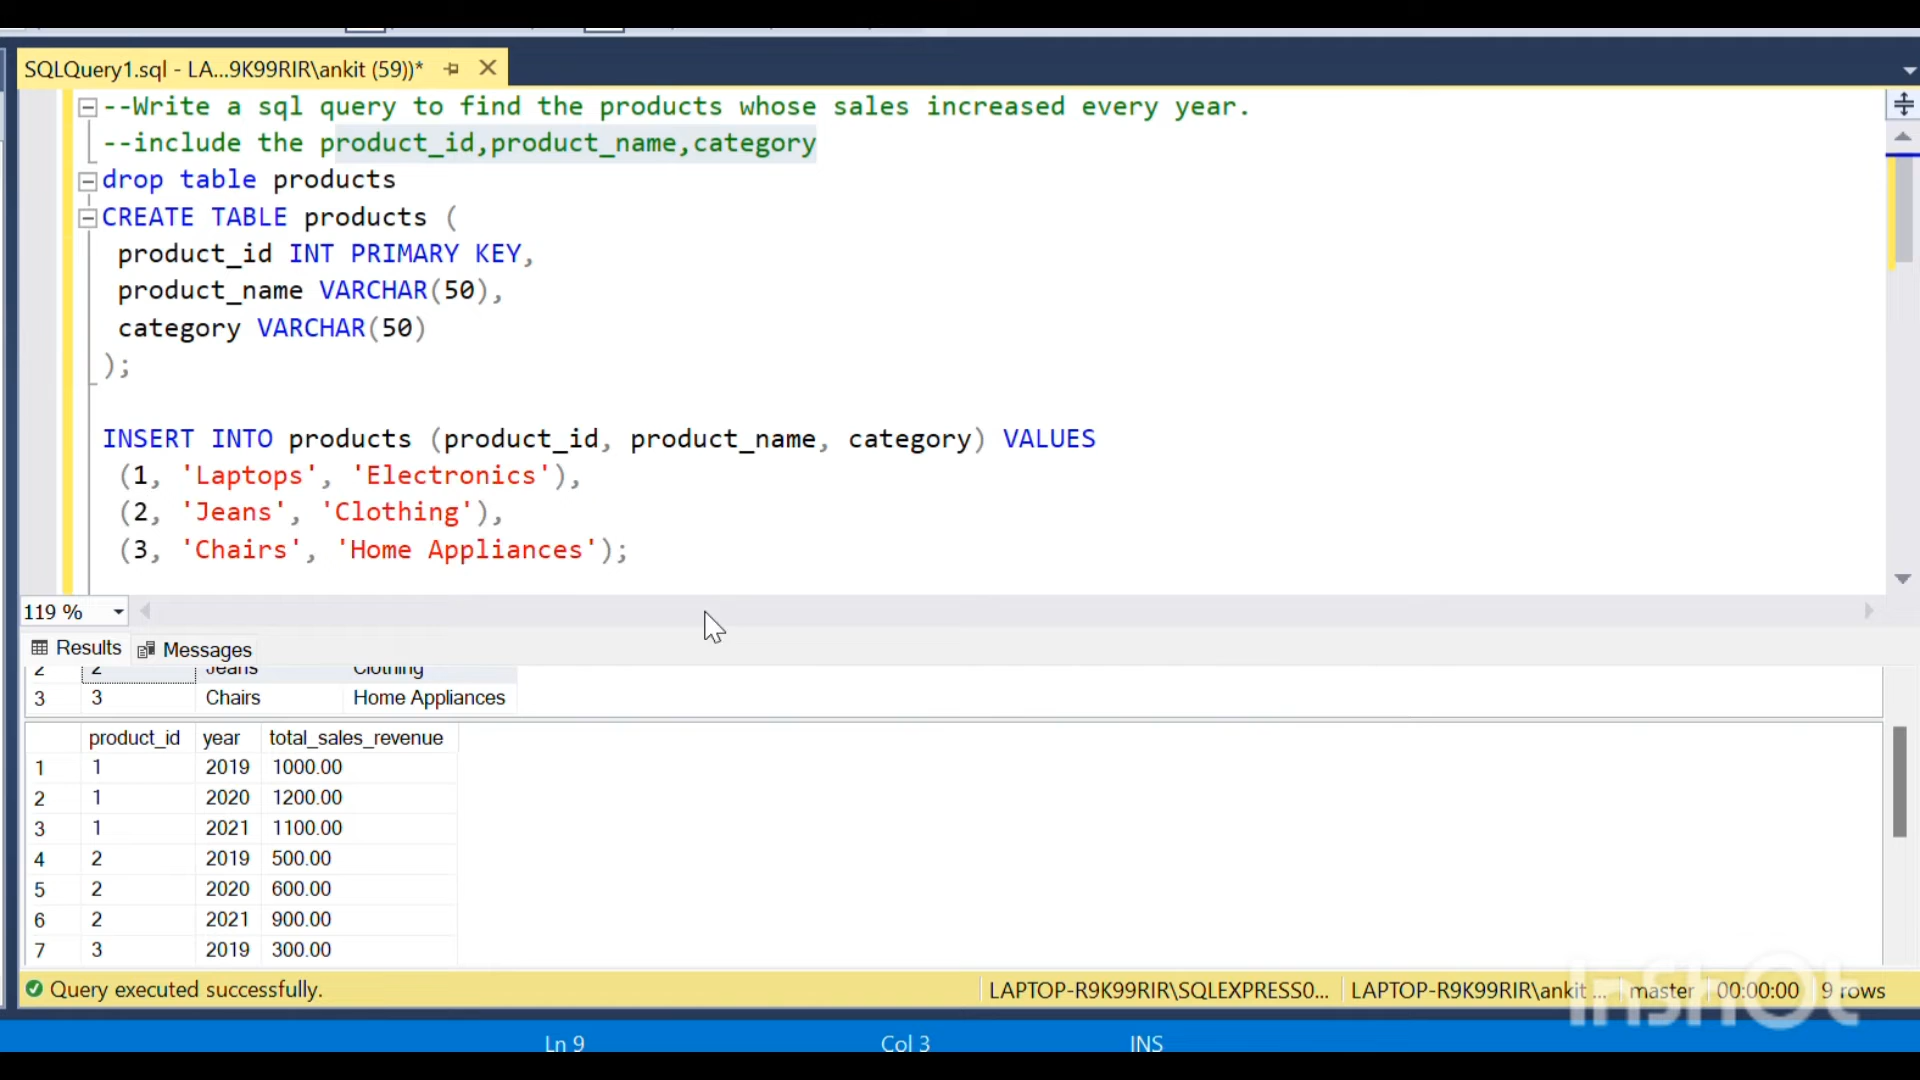 SQLQuery1.sql - LA...9K99RIR\ankit (59))*
--Write a sql query to find the products whose sales increased every year.
--include the product_id,product_name,category
drop table products
CREATE TABLE products (
product_id INT PRIMARY KEY,
product_name VARCHAR(50),
category VARCHAR(50)
);
INSERT INTO products (product_id, product_name, category) VALUES
(1, 'Laptops', 'Electronics'),
(2, 'Jeans', 'Clothing'),
(3, 'Chairs', 'Home Appliances');
119 %
Results Messages
2 2 Jeans Clothing
3 3 Chairs Home Appliances
product_id year total_sales_revenue
1 1 2019 1000.00
2 1 2020 1200.00
3 1 2021 1100.00
4 2 2019 500.00
5 2 2020 600.00
6 2 2021 900.00
7 3 2019 300.00
Query executed successfully. LAPTOP-R9K99RIR\SQLEXPRESS0... LAPTOP-R9K99RIR\ankit ... master 00:00:00 9 rows
InShOt
Ln 9 Col 3 INS